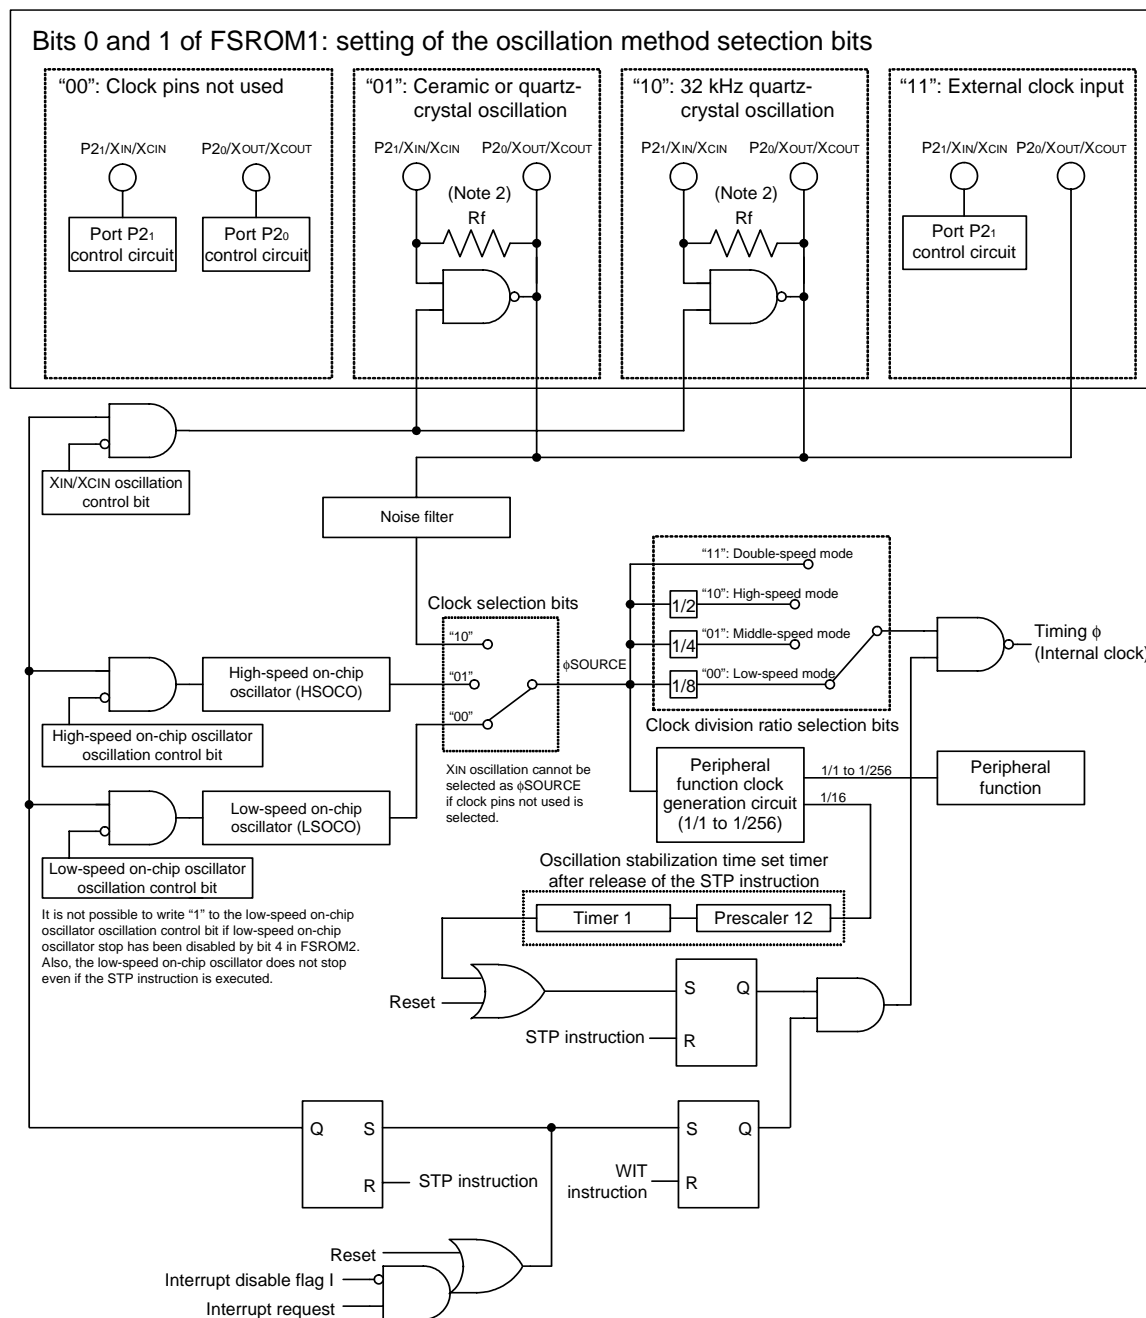 Bits 0 and 1 of FSROM1: setting of the oscillation method setection bits
“00”: Clock pins not used
P21/XIN/XCIN
P20/XOUT/XCOUT
Port P21
control circuit
Port P20
control circuit
“01”: Ceramic or quartz-
crystal oscillation
P21/XIN/XCIN
P20/XOUT/XCOUT
(Note 2)
Rf
“10”: 32 kHz quartz-
crystal oscillation
P21/XIN/XCIN
P20/XOUT/XCOUT
(Note 2)
Rf
“11”: External clock input
P21/XIN/XCIN
P20/XOUT/XCOUT
Port P21
control circuit
XIN/XCIN oscillation
control bit
Noise filter
Clock selection bits
“10”
“01”
“00”
ϕSOURCE
“11”: Double-speed mode
1/2
“10”: High-speed mode
1/4
“01”: Middle-speed mode
1/8
“00”: Low-speed mode
Clock division ratio selection bits
Timing ϕ
(Internal clock)
High-speed on-chip
oscillator (HSOCO)
High-speed on-chip oscillator
oscillation control bit
XIN oscillation cannot be
selected as ϕSOURCE
if clock pins not used is
selected.
Low-speed on-chip
oscillator (LSOCO)
Low-speed on-chip oscillator
oscillation control bit
Peripheral
function clock
generation circuit
(1/1 to 1/256)
1/1 to 1/256
1/16
Peripheral
function
It is not possible to write “1” to the low-speed on-chip
oscillator oscillation control bit if low-speed on-chip
oscillator stop has been disabled by bit 4 in FSROM2.
Also, the low-speed on-chip oscillator does not stop
even if the STP instruction is executed.
Oscillation stabilization time set timer
after release of the STP instruction
Timer 1
Prescaler 12
Reset
S
Q
STP instruction
R
Q
S
R
STP instruction
S
Q
WIT
instruction
R
Reset
Interrupt disable flag I
Interrupt request